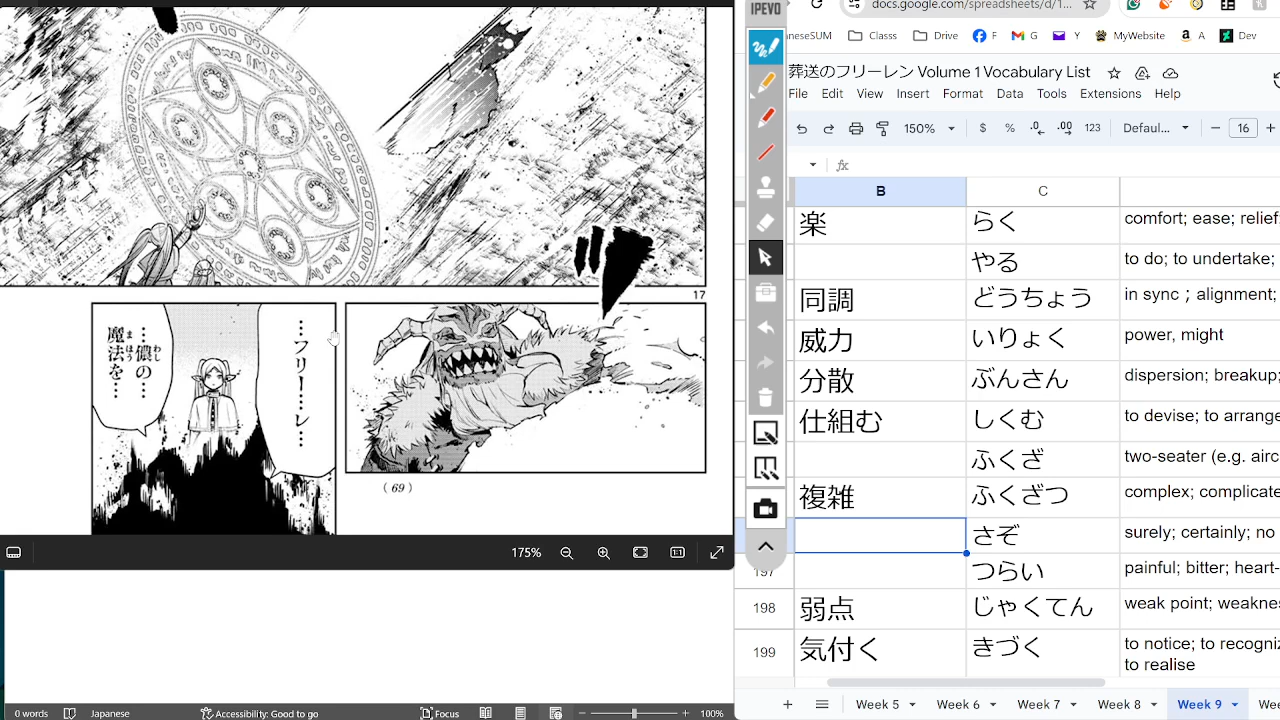 17
…フリー…レ…
…儂の…
わし
魔法を…
まほう
( 69 )
175%
1:1
0 words
Japanese
Accessibility: Good to go
Focus
100%
IPEVO
docs.google.com/spreadsheets/d/1...
Class
Drive
F
G
Y
MyWebsite
A
Dev
葬送のフリーレン Volume 1 Vocabulary List
File Edit View Insert Format Data Tools Extensions Help
150% $ % .0 .00 123 Defaul... 16
fx
B C
楽 らく comfort; ease; relief
やる to do; to undertake;
同調 どうちょう in sync ; alignment;
威力 いりょく power, might
分散 ぶんさん dispersion; breakup;
仕組む しくむ to devise; to arrange
ふくざ two-seater (e.g. airc
複雑 ふくざつ complex; complicate
さぞ surely; certainly; no
197 つらい painful; bitter; heart-
198 弱点 じゃくてん weak point; weakne
199 気付く きづく to notice; to recogniz
to realise
Week 5 Week 6 Week 7 Week 8 Week 9